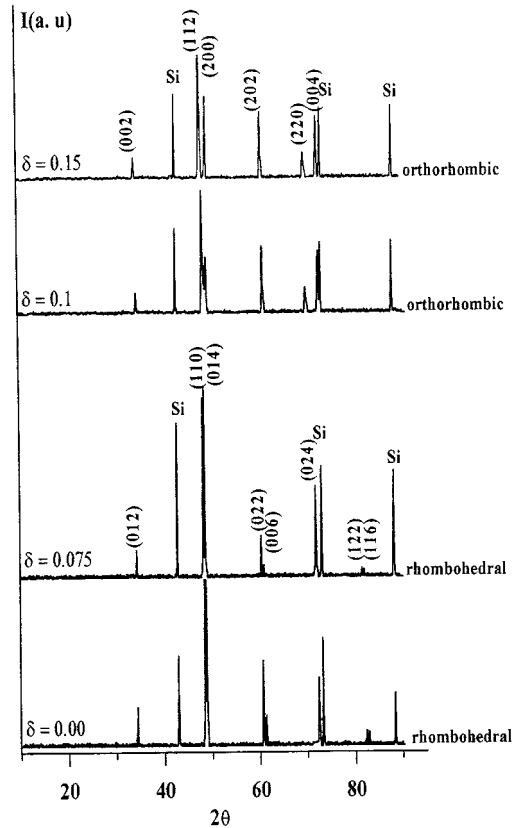 I(a. u)
(112)
(200)
Si
(202)
(004)
Si
Si
(220)
(002)
δ = 0.15
orthorhombic
δ = 0.1
orthorhombic
(110)
(014)
Si
Si
(024)
Si
(022)
(006)
(012)
(122)
(116)
δ = 0.075
rhombohedral
δ = 0.00
rhombohedral
20 40 60 80
2θ